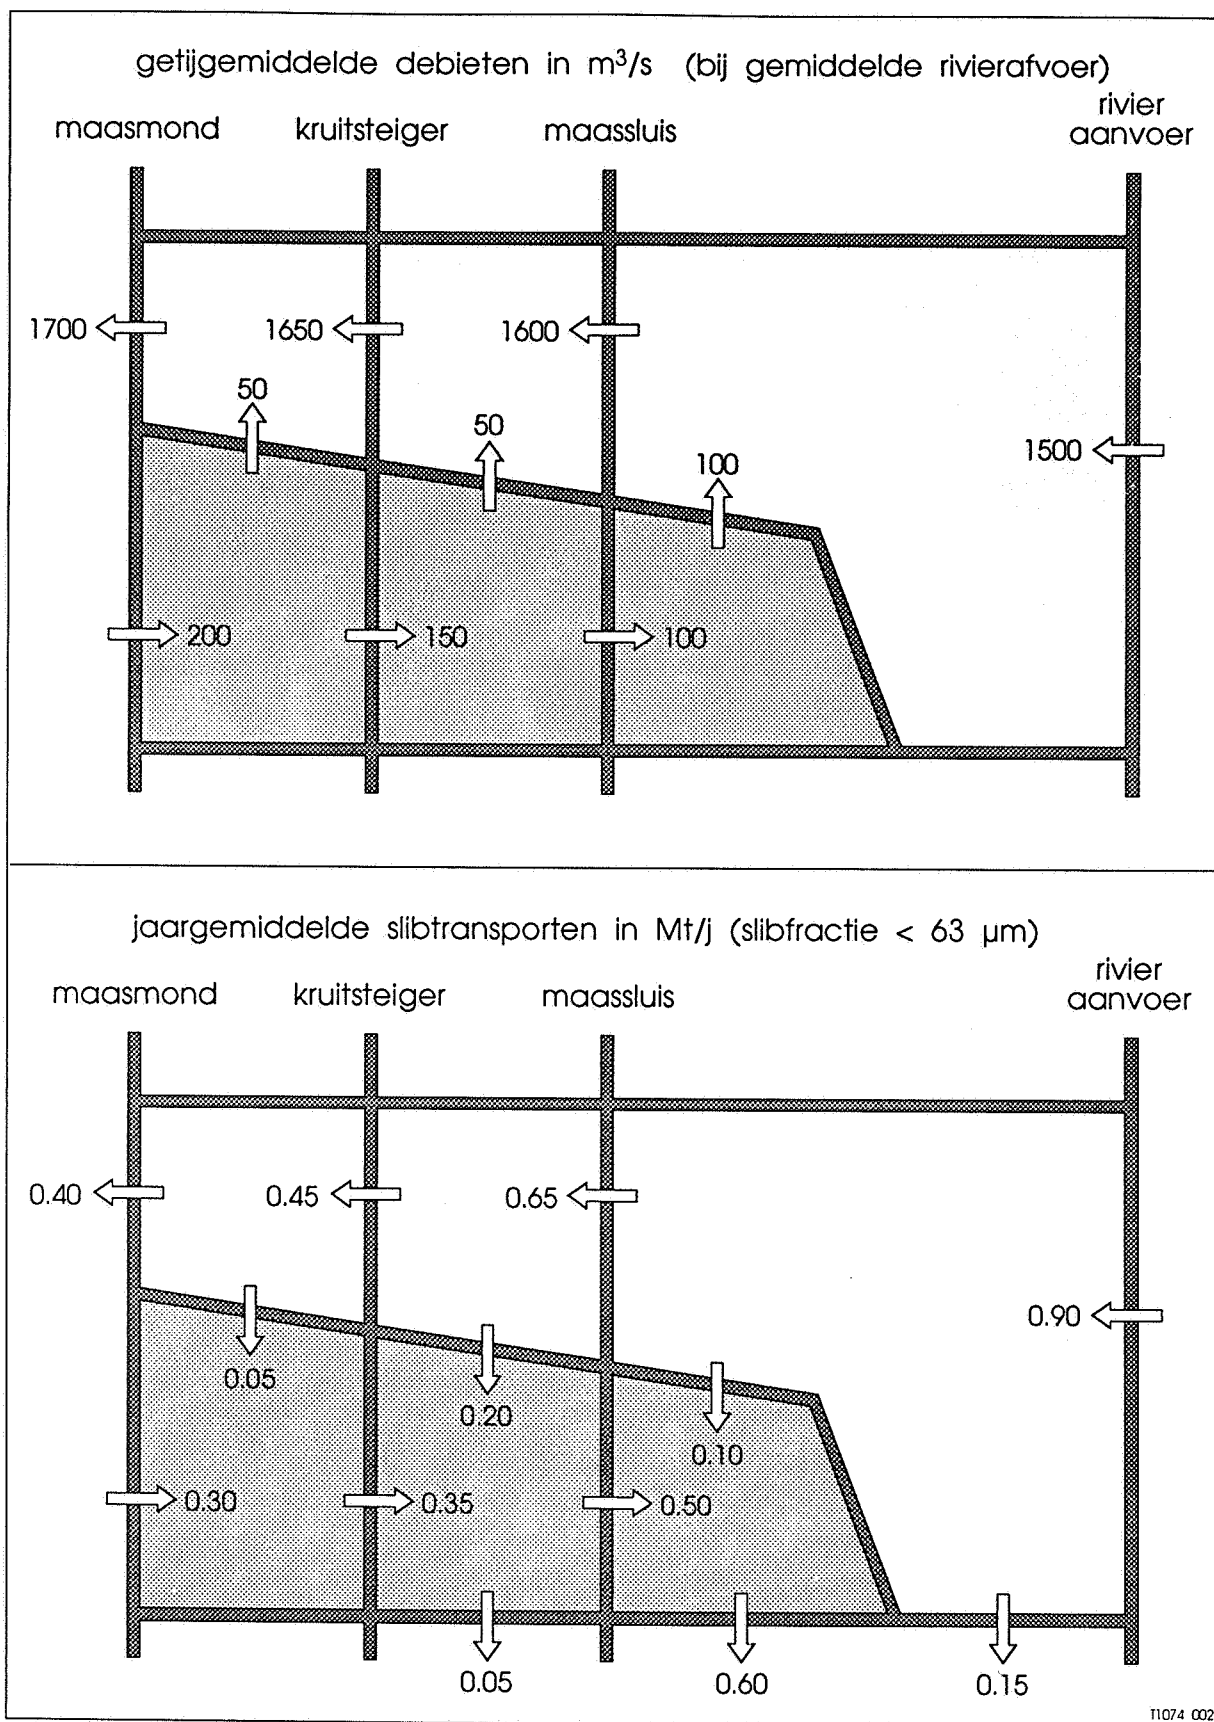 getijgemiddelde debieten in m³/s (bij gemiddelde rivierafvoer)
maasmond kruitsteiger maassluis rivier aanvoer
1700 1650 1600
50
50
100
1500
200 150 100
jaargemiddelde slibtransporten in Mt/j (slibfractie < 63 µm)
maasmond kruitsteiger maassluis rivier aanvoer
0.40 0.45 0.65
0.90
0.05
0.20
0.10
0.30 0.35 0.50
0.05 0.60 0.15
T1074 002